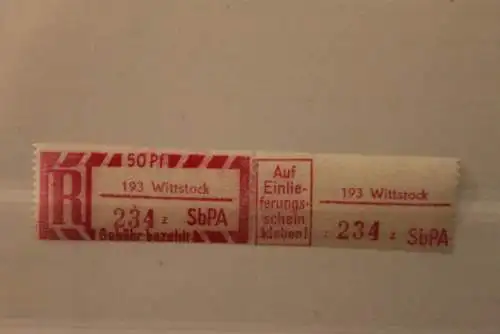 50 Pf
R
193 Wittstock
234 z SbPA
Gebühr bezahlt
Auf
Einlie-
ferungs-
schein
kleben!
193 Wittstock
234 z SbPA